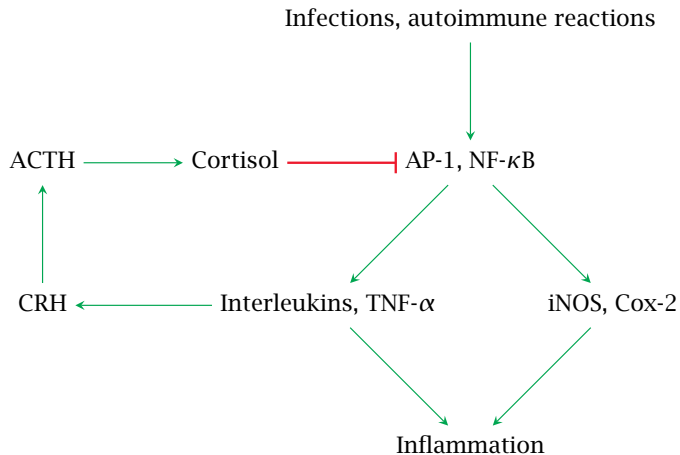 Infections, autoimmune reactions
ACTH
Cortisol
AP-1, NF-κB
CRH
Interleukins, TNF-α
iNOS, Cox-2
Inflammation